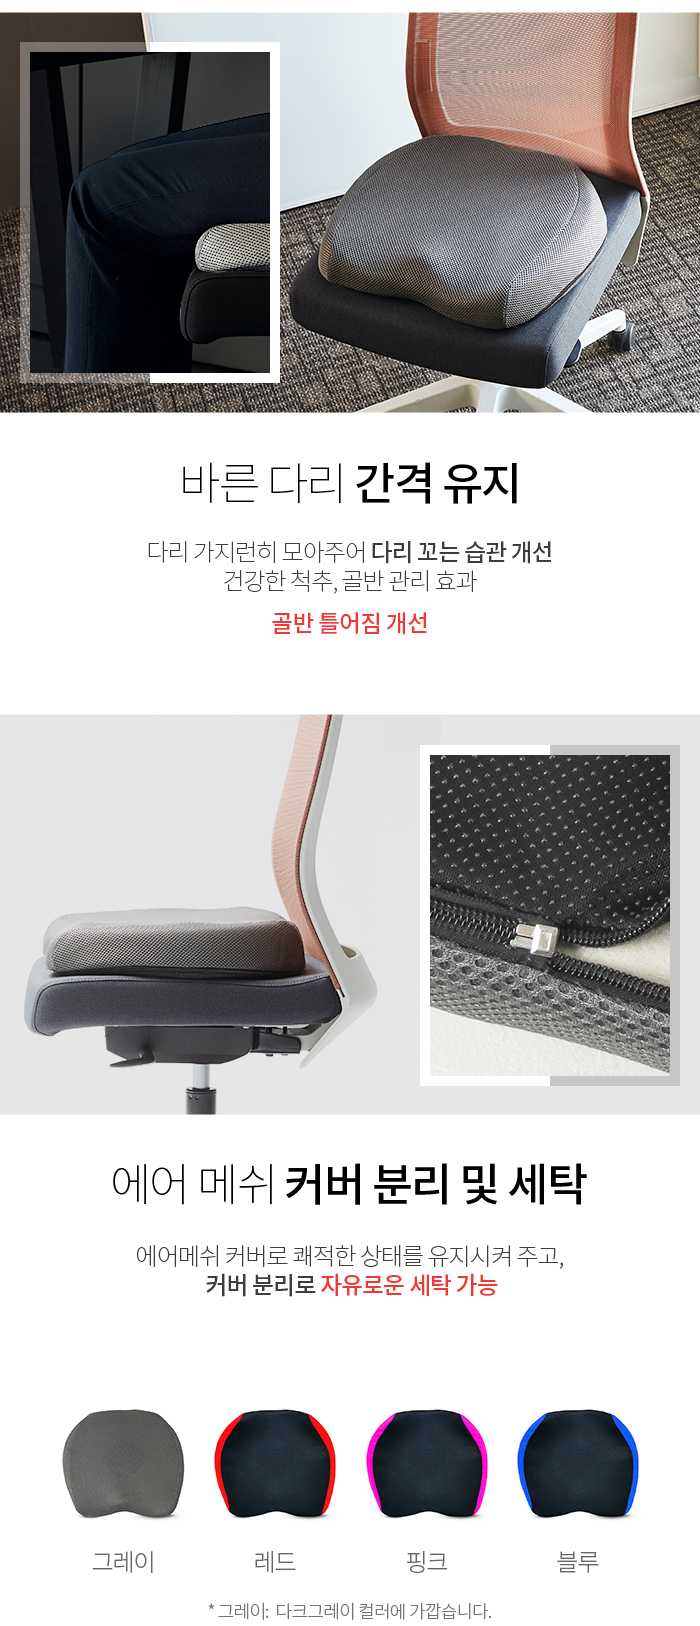 바른 다리 간격 유지
다리 가지런히 모아주어 다리 꼬는 습관 개선
건강한 척추, 골반 관리 효과
골반 틀어짐 개선
에어 메쉬 커버 분리 및 세탁
에어메쉬 커버로 쾌적한 상태를 유지시켜 주고,
커버 분리로 자유로운 세탁 가능
그레이 레드 핑크 블루
* 그레이: 다크그레이 컬러에 가깝습니다.